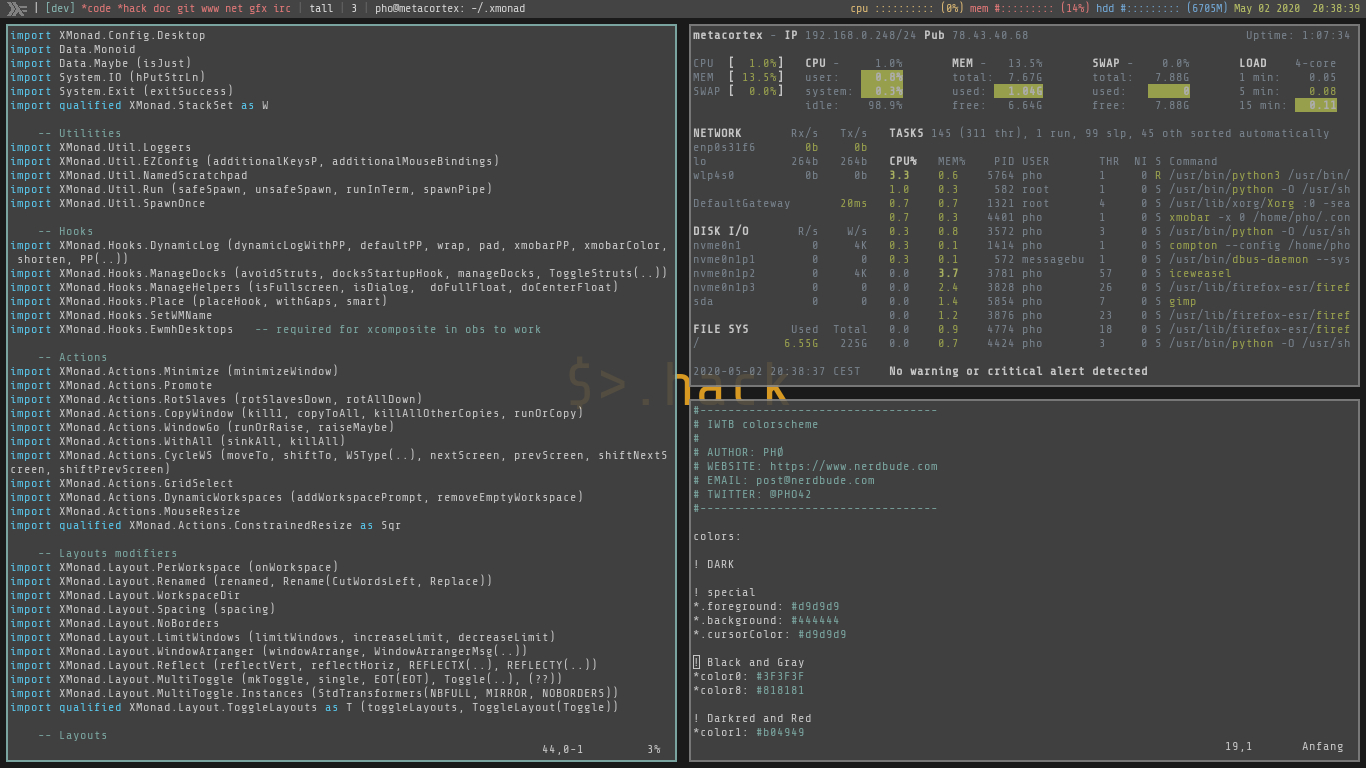 | [dev] *code *hack doc git www net gfx irc | tall | 3 | pho@metacortex: ~/.xmonad
cpu :::::::::: (0%) mem #::::::::: (14%) hdd #::::::::: (6705M) May 02 2020 20:38:39
import XMonad.Config.Desktop
import Data.Monoid
import Data.Maybe (isJust)
import System.IO (hPutStrLn)
import System.Exit (exitSuccess)
import qualified XMonad.StackSet as W
-- Utilities
import XMonad.Util.Loggers
import XMonad.Util.EZConfig (additionalKeysP, additionalMouseBindings)
import XMonad.Util.NamedScratchpad
import XMonad.Util.Run (safeSpawn, unsafeSpawn, runInTerm, spawnPipe)
import XMonad.Util.SpawnOnce
-- Hooks
import XMonad.Hooks.DynamicLog (dynamicLogWithPP, defaultPP, wrap, pad, xmobarPP, xmobarColor,
shorten, PP(..))
import XMonad.Hooks.ManageDocks (avoidStruts, docksStartupHook, manageDocks, ToggleStruts(..))
import XMonad.Hooks.ManageHelpers (isFullscreen, isDialog,  doFullFloat, doCenterFloat)
import XMonad.Hooks.Place (placeHook, withGaps, smart)
import XMonad.Hooks.SetWMName
import XMonad.Hooks.EwmhDesktops   -- required for xcomposite in obs to work
-- Actions
import XMonad.Actions.Minimize (minimizeWindow)
import XMonad.Actions.Promote
import XMonad.Actions.RotSlaves (rotSlavesDown, rotAllDown)
import XMonad.Actions.CopyWindow (kill1, copyToAll, killAllOtherCopies, runOrCopy)
import XMonad.Actions.WindowGo (runOrRaise, raiseMaybe)
import XMonad.Actions.WithAll (sinkAll, killAll)
import XMonad.Actions.CycleWS (moveTo, shiftTo, WSType(..), nextScreen, prevScreen, shiftNextS
creen, shiftPrevScreen)
import XMonad.Actions.GridSelect
import XMonad.Actions.DynamicWorkspaces (addWorkspacePrompt, removeEmptyWorkspace)
import XMonad.Actions.MouseResize
import qualified XMonad.Actions.ConstrainedResize as Sqr
-- Layouts modifiers
import XMonad.Layout.PerWorkspace (onWorkspace)
import XMonad.Layout.Renamed (renamed, Rename(CutWordsLeft, Replace))
import XMonad.Layout.WorkspaceDir
import XMonad.Layout.Spacing (spacing)
import XMonad.Layout.NoBorders
import XMonad.Layout.LimitWindows (limitWindows, increaseLimit, decreaseLimit)
import XMonad.Layout.WindowArranger (windowArrange, WindowArrangerMsg(..))
import XMonad.Layout.Reflect (reflectVert, reflectHoriz, REFLECTX(..), REFLECTY(..))
import XMonad.Layout.MultiToggle (mkToggle, single, EOT(EOT), Toggle(..), (??))
import XMonad.Layout.MultiToggle.Instances (StdTransformers(NBFULL, MIRROR, NOBORDERS))
import qualified XMonad.Layout.ToggleLayouts as T (toggleLayouts, ToggleLayout(Toggle))
-- Layouts
44,0-1 3%
$>.hack
metacortex - IP 192.168.0.248/24 Pub 78.43.40.68 Uptime: 1:07:34
CPU [ 1.0%] CPU - 1.0% MEM - 13.5% SWAP - 0.0% LOAD 4-core
MEM [ 13.5%] user: 0.8% total: 7.67G total: 7.88G 1 min: 0.05
SWAP [ 0.0%] system: 0.3% used: 1.04G used: 0 5 min: 0.08
idle: 98.9% free: 6.64G free: 7.88G 15 min: 0.11
NETWORK Rx/s Tx/s TASKS 145 (311 thr), 1 run, 99 slp, 45 oth sorted automatically
enp0s31f6 0b 0b
lo 264b 264b CPU% MEM% PID USER THR NI S Command
wlp4s0 0b 0b 3.3 0.6 5764 pho 1 0 R /usr/bin/python3 /usr/bin/
1.0 0.3 582 root 1 0 S /usr/bin/python -O /usr/sh
DefaultGateway 20ms 0.7 0.7 1321 root 4 0 S /usr/lib/xorg/Xorg :0 -sea
0.7 0.3 4401 pho 1 0 S xmobar -x 0 /home/pho/.con
DISK I/O R/s W/s 0.3 0.8 3572 pho 3 0 S /usr/bin/python -O /usr/sh
nvme0n1 0 4K 0.3 0.1 1414 pho 1 0 S compton --config /home/pho
nvme0n1p1 0 0 0.3 0.1 572 messagebu 1 0 S /usr/bin/dbus-daemon --sys
nvme0n1p2 0 4K 0.0 3.7 3781 pho 57 0 S iceweasel
nvme0n1p3 0 0 0.0 2.4 3828 pho 26 0 S /usr/lib/firefox-esr/firef
sda 0 0 0.0 1.4 5854 pho 7 0 S gimp
0.0 1.2 3876 pho 23 0 S /usr/lib/firefox-esr/firef
FILE SYS Used Total 0.0 0.9 4774 pho 18 0 S /usr/lib/firefox-esr/firef
/ 6.55G 225G 0.0 0.7 4424 pho 3 0 S /usr/bin/python -O /usr/sh
2020-05-02 20:38:37 CEST No warning or critical alert detected
#----------------------------------
# IWTB colorscheme
#
# AUTHOR: PHØ
# WEBSITE: https://www.nerdbude.com
# EMAIL: post@nerdbude.com
# TWITTER: @PHO42
#----------------------------------
colors:
! DARK
! special
*.foreground: #d9d9d9
*.background: #444444
*.cursorColor: #d9d9d9
! Black and Gray
*color0: #3F3F3F
*color8: #818181
! Darkred and Red
*color1: #b04949
19,1 Anfang